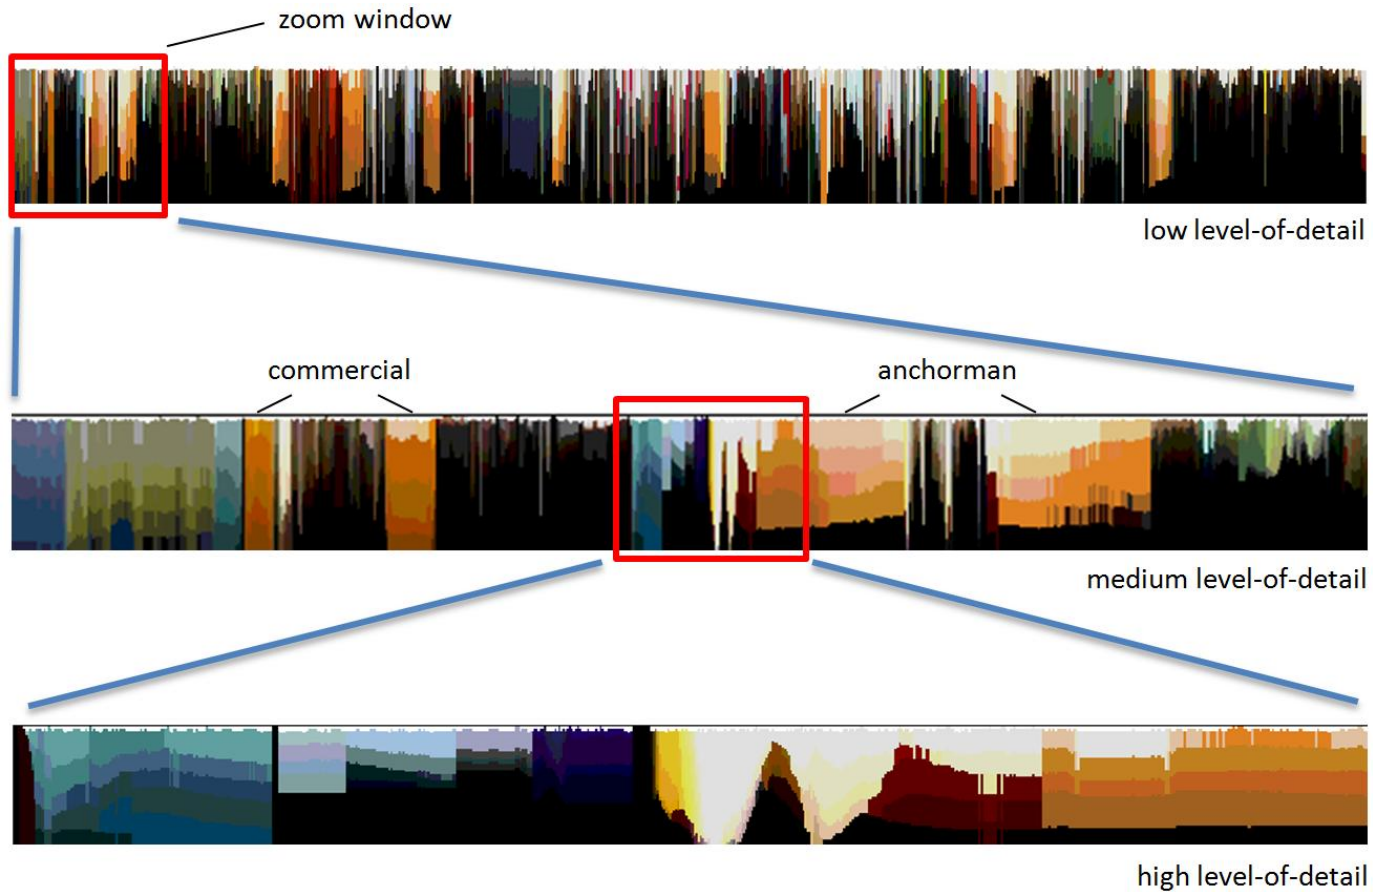 zoom window
low level-of-detail
commercial
anchorman
medium level-of-detail
high level-of-detail